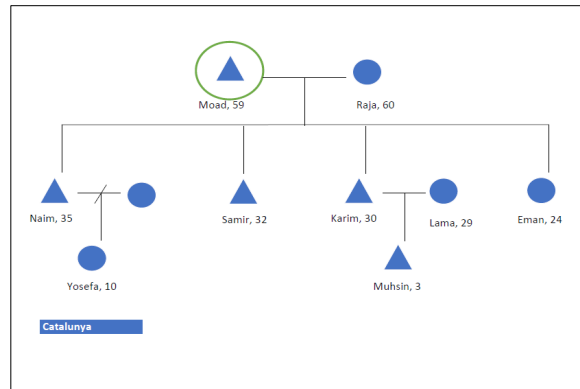 Moad, 59
Raja, 60
Naim, 35
Samir, 32
Karim, 30
Lama, 29
Eman, 24
Yosefa, 10
Muhsin, 3
Catalunya